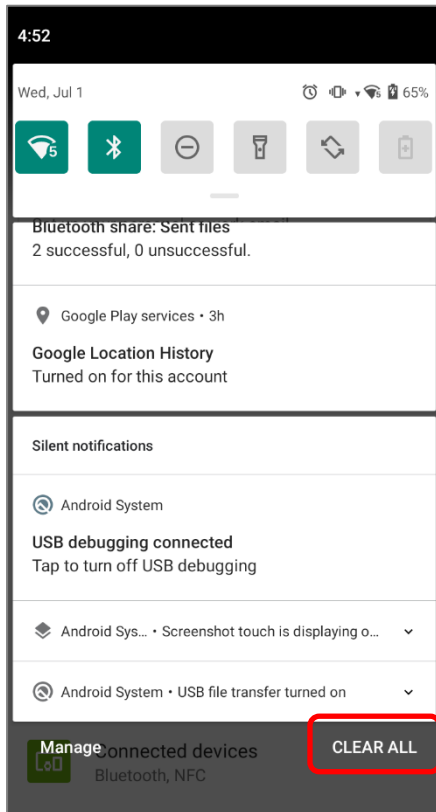 4:52
Wed, Jul 1
65%
5
Bluetooth share: Sent files
2 successful, 0 unsuccessful.
Google Play services • 3h
Google Location History
Turned on for this account
Silent notifications
Android System
USB debugging connected
Tap to turn off USB debugging
Android Sys... • Screenshot touch is displaying o...
Android System • USB file transfer turned on
Manage
CLEAR ALL
Connected devices
Bluetooth, NFC